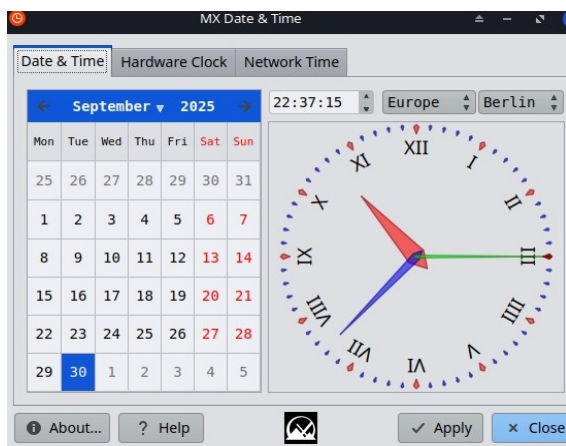 MX Date & Time
Date & Time Hardware Clock Network Time
September 2025
22:37:15 Europe Berlin
Mon Tue Wed Thu Fri Sat Sun
25 26 27 28 29 30 31
1 2 3 4 5 6 7
8 9 10 11 12 13 14
15 16 17 18 19 20 21
22 23 24 25 26 27 28
29 30 1 2 3 4 5
XII
I
II
III
IIII
V
VI
VII
VIII
IX
X
XI
About... ? Help Apply × Close